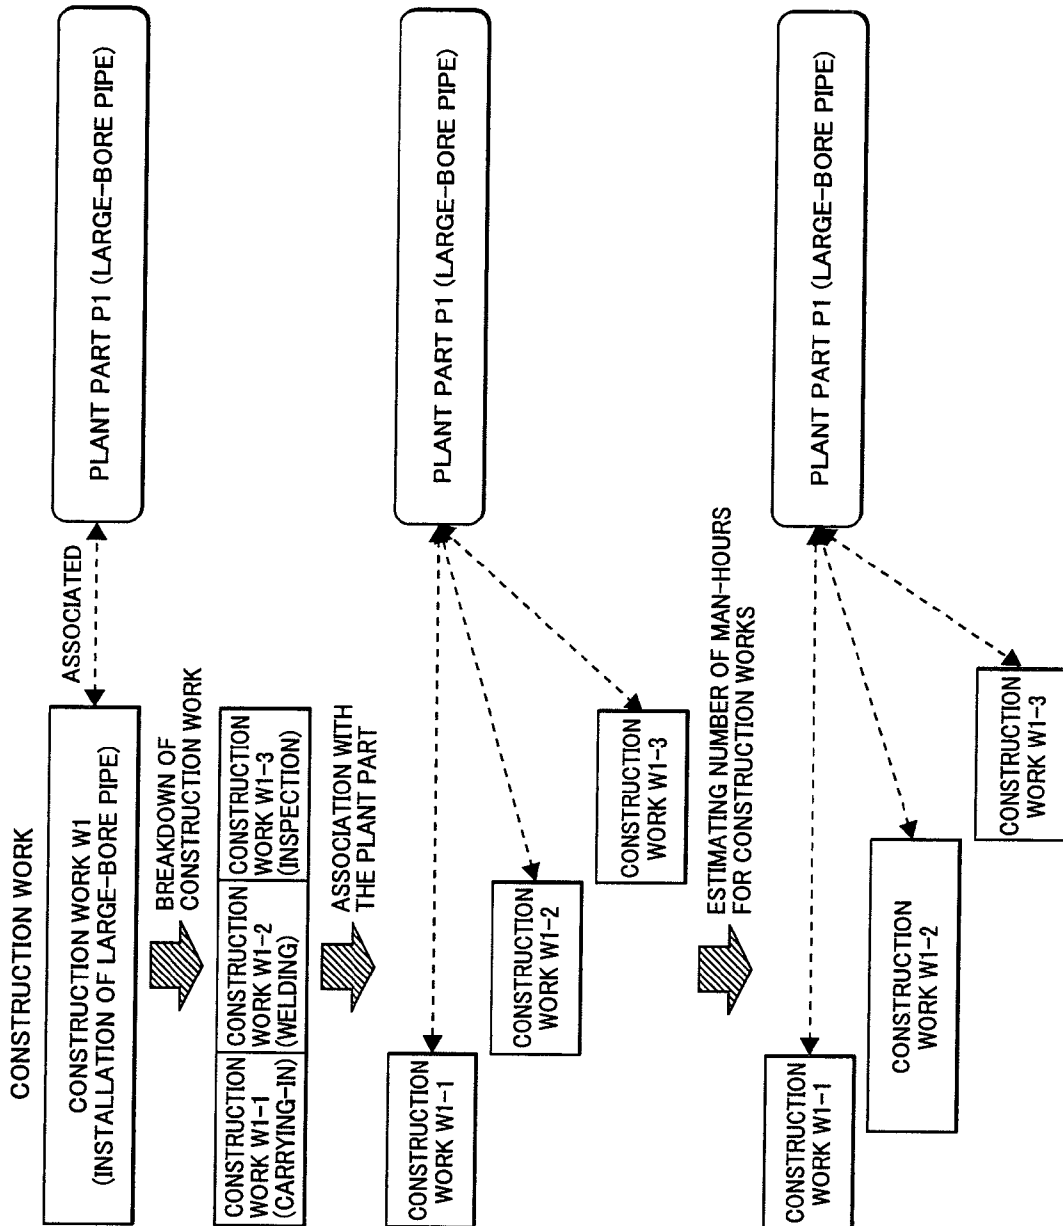 CONSTRUCTION WORK
CONSTRUCTION WORK W1
(INSTALLATION OF LARGE-BORE PIPE)
ASSOCIATED
PLANT PART P1 (LARGE-BORE PIPE)
BREAKDOWN OF
CONSTRUCTION WORK
CONSTRUCTION
WORK W1-1
(CARRYING-IN)
CONSTRUCTION
WORK W1-2
(WELDING)
CONSTRUCTION
WORK W1-3
(INSPECTION)
ASSOCIATION WITH
THE PLANT PART
CONSTRUCTION
WORK W1-1
CONSTRUCTION
WORK W1-2
CONSTRUCTION
WORK W1-3
PLANT PART P1 (LARGE-BORE PIPE)
ESTIMATING NUMBER OF MAN-HOURS
FOR CONSTRUCTION WORKS
CONSTRUCTION
WORK W1-1
CONSTRUCTION
WORK W1-2
CONSTRUCTION
WORK W1-3
PLANT PART P1 (LARGE-BORE PIPE)